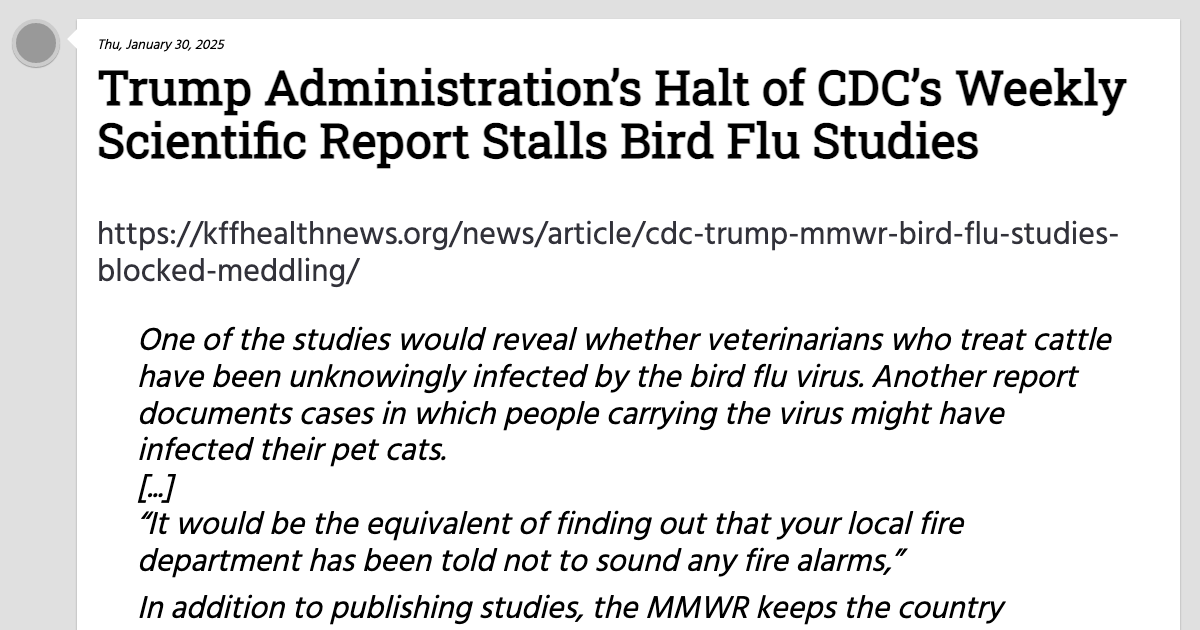 Thu, January 30, 2025
Trump Administration’s Halt of CDC’s Weekly
Scientific Report Stalls Bird Flu Studies
https://kffhealthnews.org/news/article/cdc-trump-mmwr-bird-flu-studies-
blocked-meddling/
One of the studies would reveal whether veterinarians who treat cattle
have been unknowingly infected by the bird flu virus. Another report
documents cases in which people carrying the virus might have
infected their pet cats.
[...]
“It would be the equivalent of finding out that your local fire
department has been told not to sound any fire alarms,”
In addition to publishing studies, the MMWR keeps the country